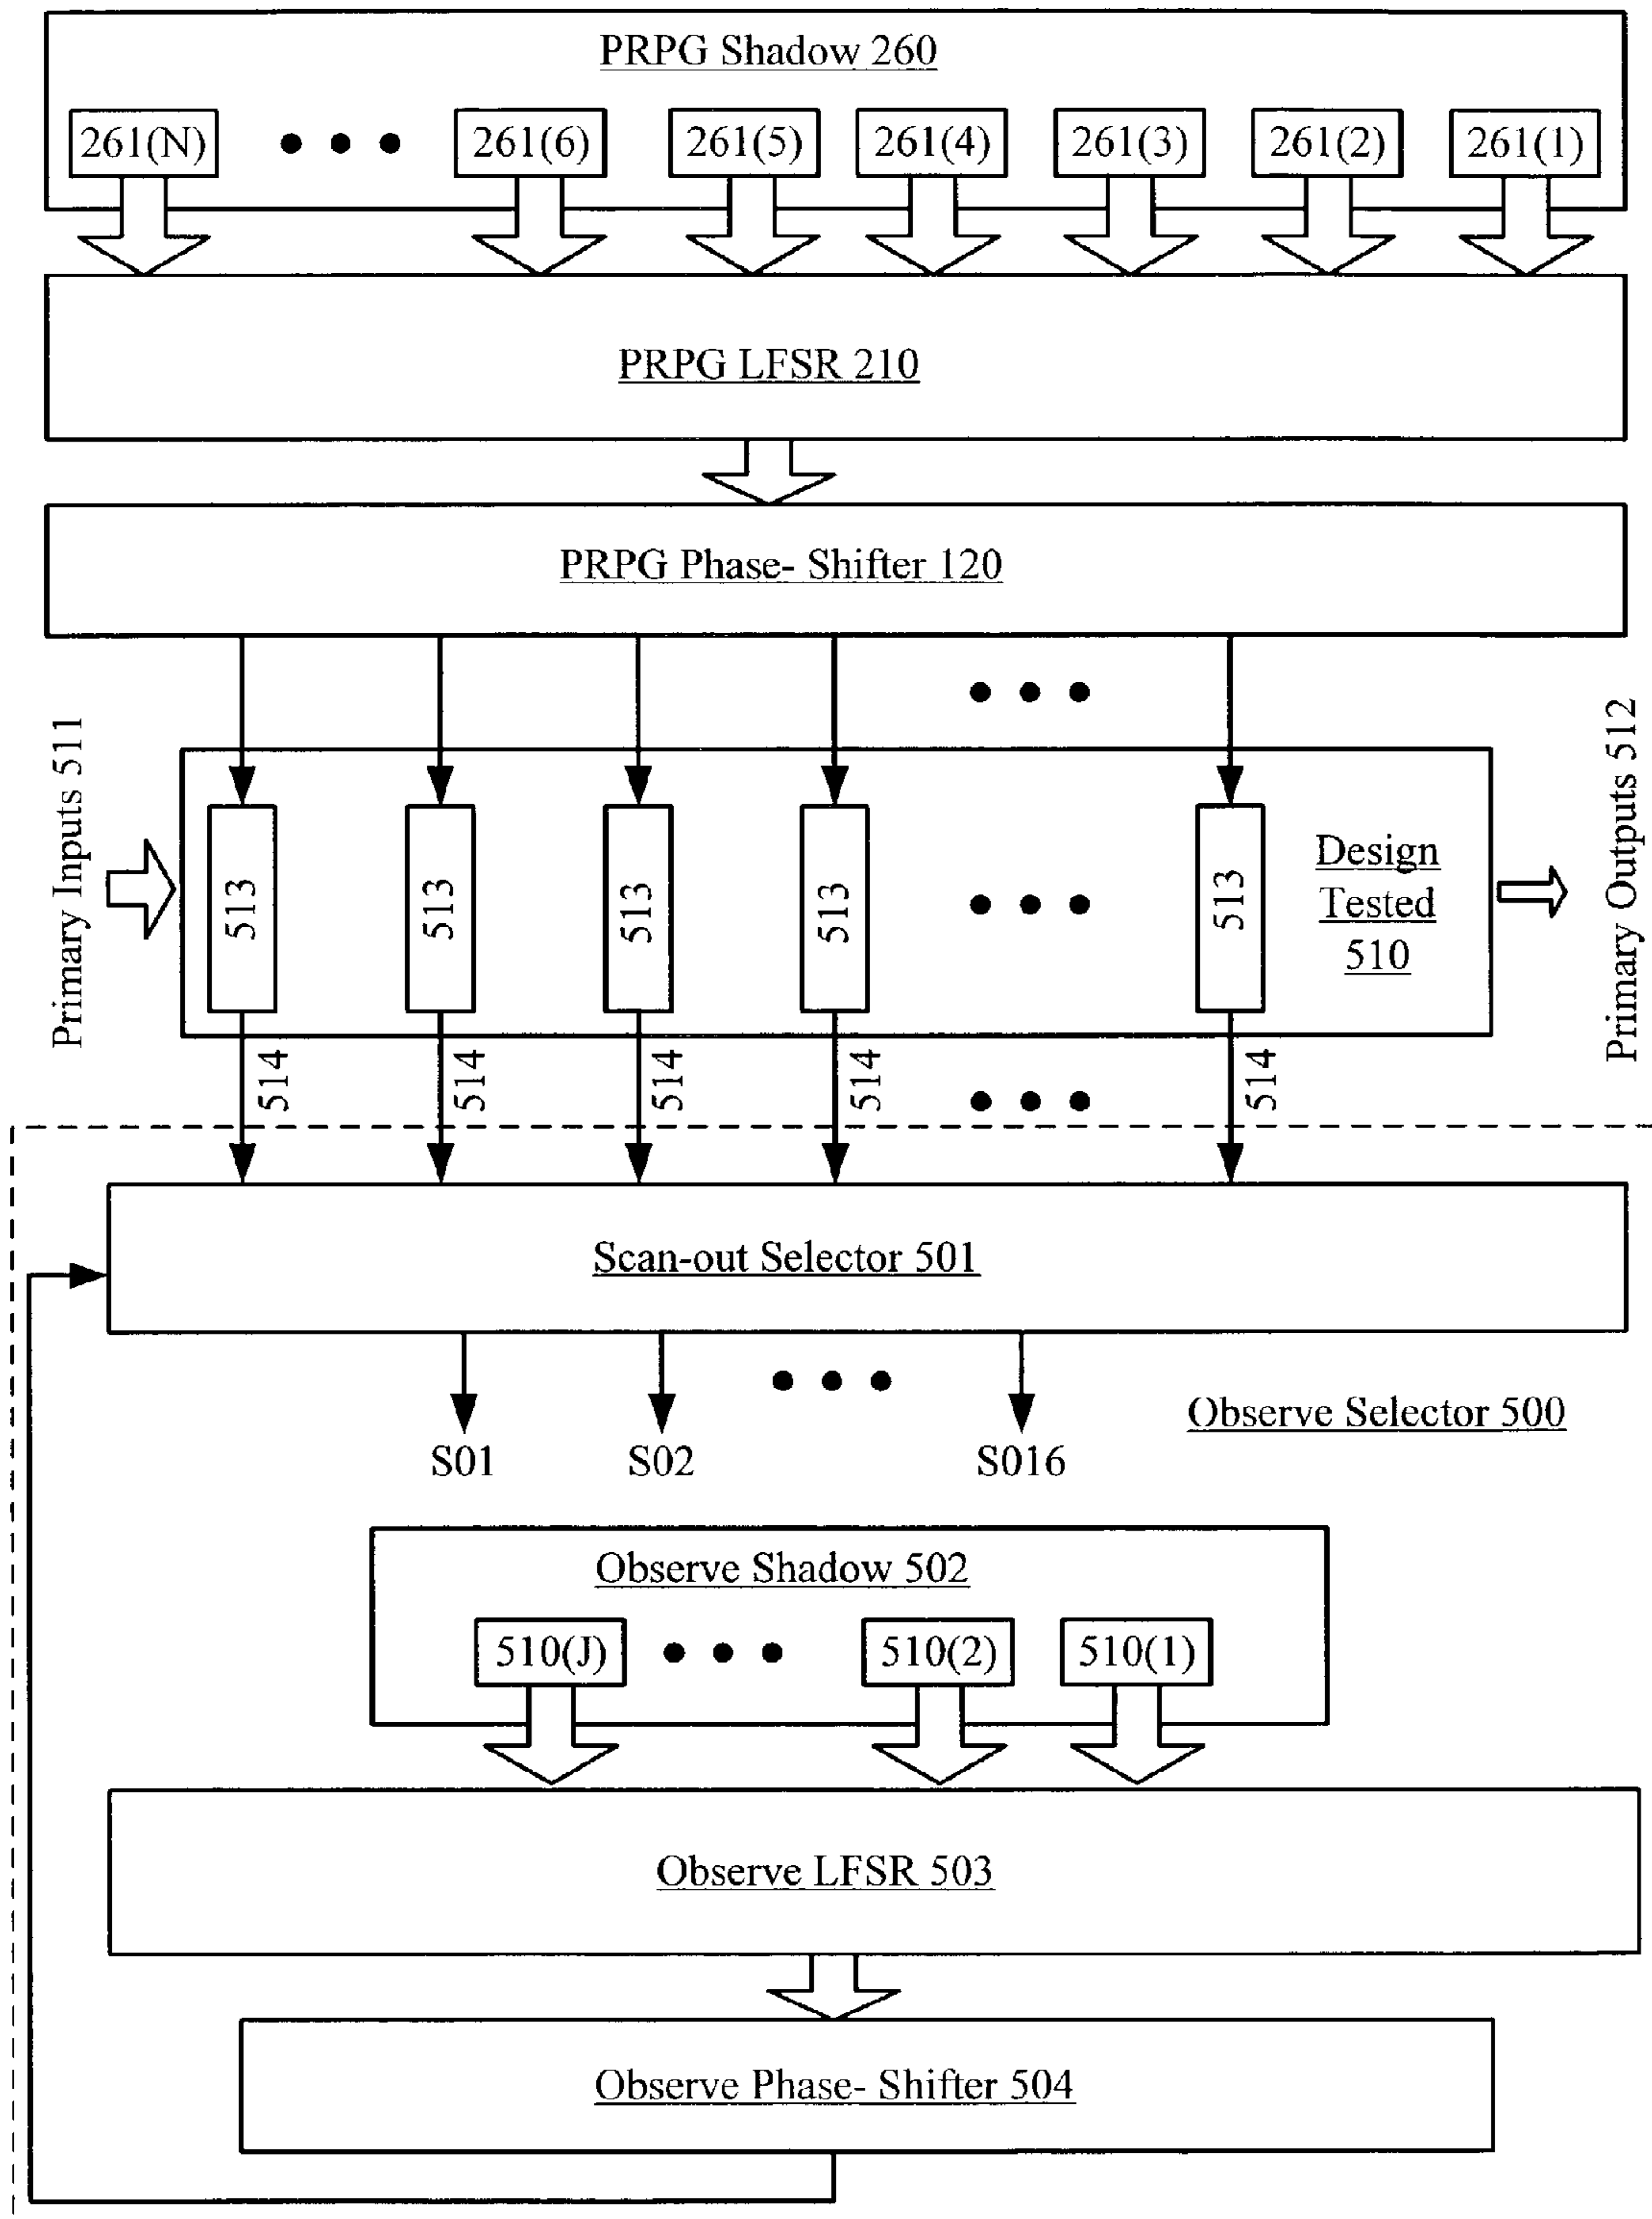 PRPG Shadow 260
261(N) 261(6) 261(5) 261(4) 261(3) 261(2) 261(1)
PRPG LFSR 210
PRPG Phase- Shifter 120
Primary Inputs 511
513 513 513 513 513
Design
Tested
510
Primary Outputs 512
514 514 514 514 514
Scan-out Selector 501
S01 S02 S016
Observe Selector 500
Observe Shadow 502
510(J) 510(2) 510(1)
Observe LFSR 503
Observe Phase- Shifter 504